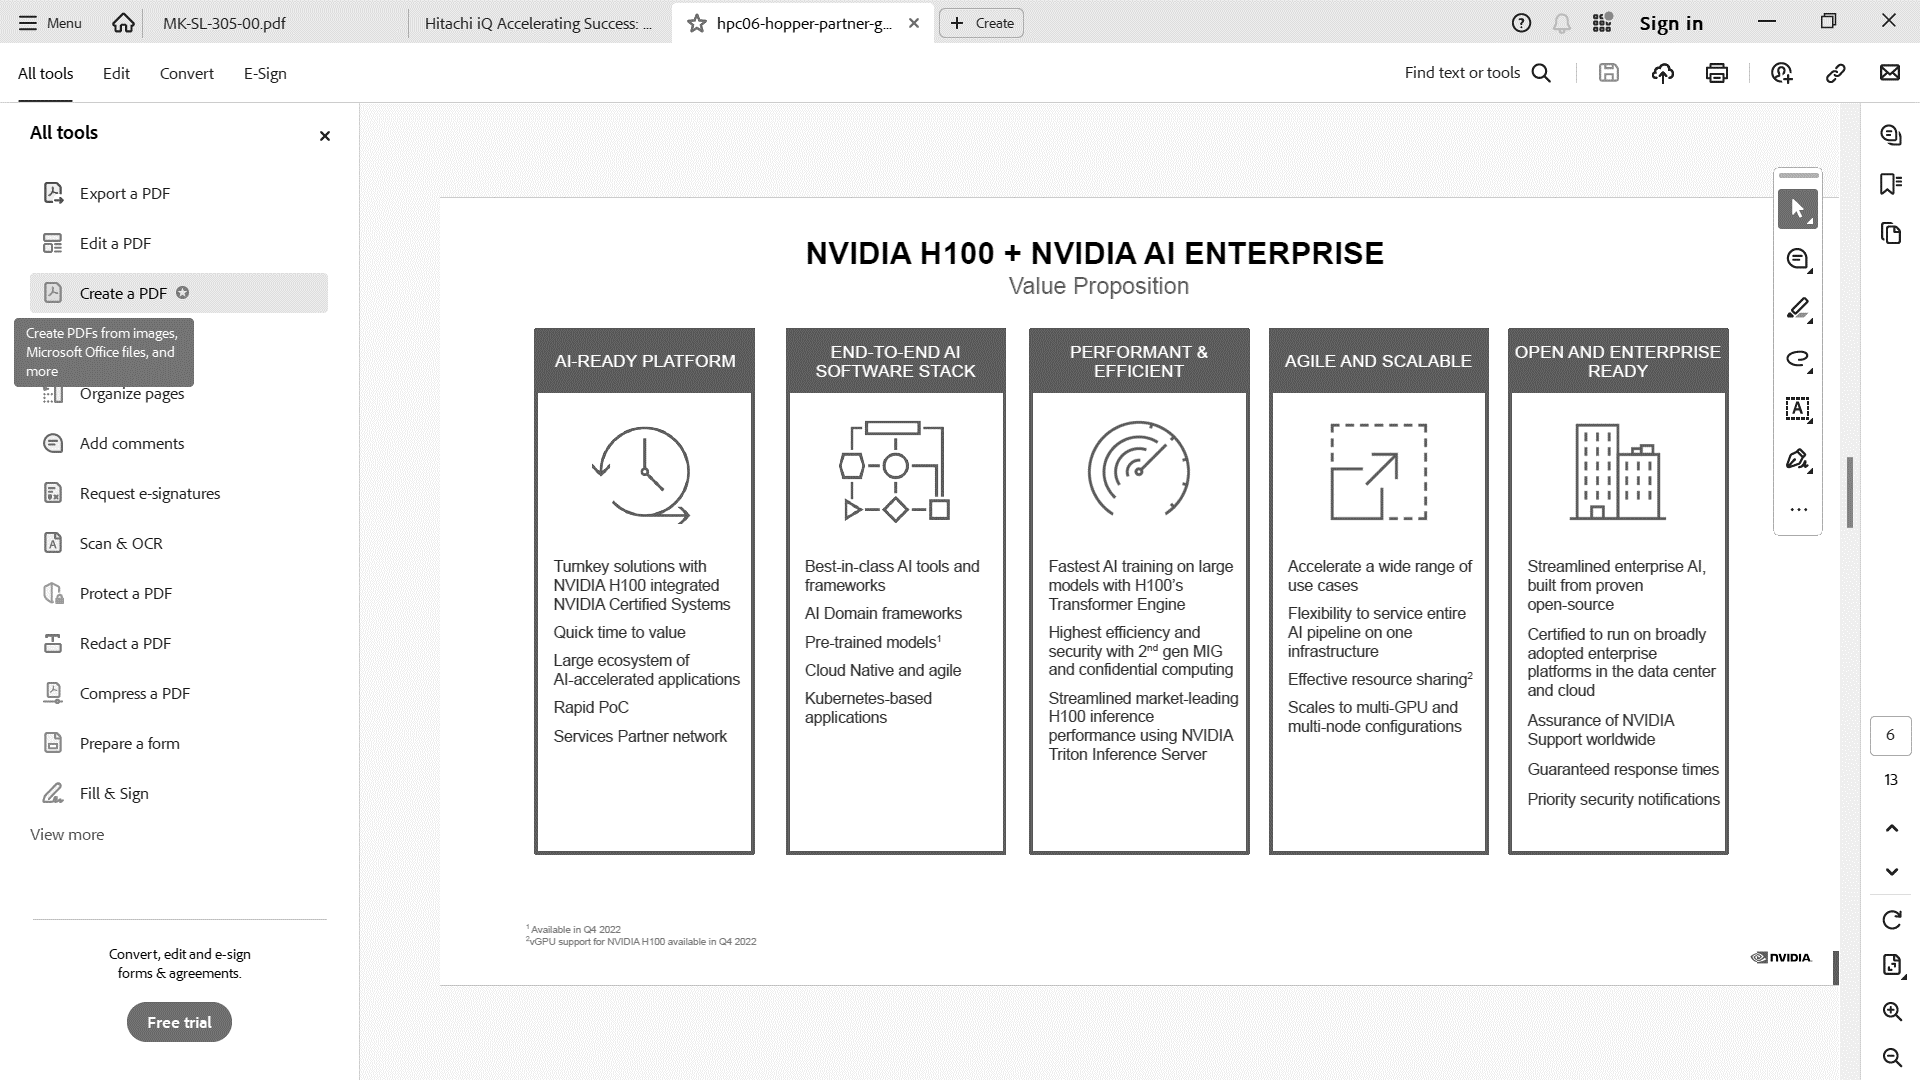 Menu
MK-SL-305-00.pdf
Hitachi iQ Accelerating Success: ...
hpc06-hopper-partner-g...
Create
Sign in
All tools
Edit
Convert
E-Sign
Find text or tools
All tools
Export a PDF
Edit a PDF
Create a PDF
Create PDFs from images,
Microsoft Office files, and
more
Organize pages
Add comments
Request e-signatures
Scan & OCR
Protect a PDF
Redact a PDF
Compress a PDF
Prepare a form
Fill & Sign
View more
Convert, edit and e-sign
forms & agreements.
Free trial
NVIDIA H100 + NVIDIA AI ENTERPRISE
Value Proposition
AI-READY PLATFORM
Turnkey solutions with
NVIDIA H100 integrated
NVIDIA Certified Systems
Quick time to value
Large ecosystem of
AI-accelerated applications
Rapid PoC
Services Partner network
END-TO-END AI
SOFTWARE STACK
Best-in-class AI tools and
frameworks
AI Domain frameworks
Pre-trained models¹
Cloud Native and agile
Kubernetes-based
applications
PERFORMANT &
EFFICIENT
Fastest AI training on large
models with H100's
Transformer Engine
Highest efficiency and
security with 2nd gen MIG
and confidential computing
Streamlined market-leading
H100 inference
performance using NVIDIA
Triton Inference Server
AGILE AND SCALABLE
Accelerate a wide range of
use cases
Flexibility to service entire
AI pipeline on one
infrastructure
Effective resource sharing²
Scales to multi-GPU and
multi-node configurations
OPEN AND ENTERPRISE
READY
Streamlined enterprise AI,
built from proven
open-source
Certified to run on broadly
adopted enterprise
platforms in the data center
and cloud
Assurance of NVIDIA
Support worldwide
Guaranteed response times
Priority security notifications
¹ Available in Q4 2022
²vGPU support for NVIDIA H100 available in Q4 2022
NVIDIA.
6
13